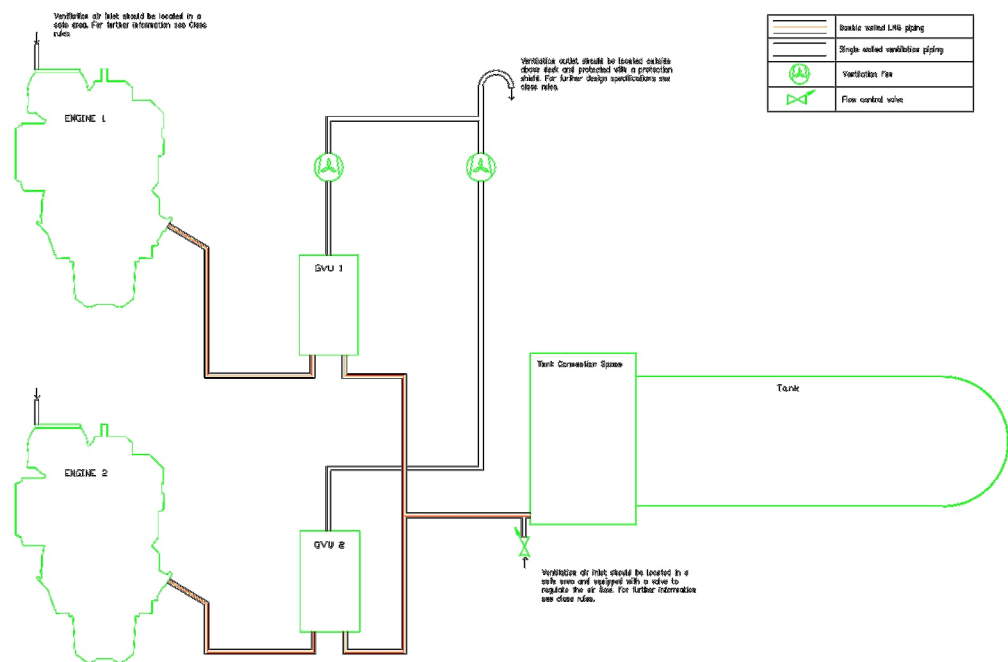 Ventilation air inlet should be located in a
safe area. For further information see Class
rules.
ENGINE 1
Ventilation outlet should be located outside
above deck and protected with a protection
shield. For further design specifications see
class rules.
Double walled LNG piping
Single walled ventilation piping
Ventilation Fan
Flow control valve
GVU 1
Tank Connection Space
Tank
ENGINE 2
GVU 2
Ventilation air inlet should be located in a
safe area and equipped with a valve to
regulate the air flow. For further information
see class rules.